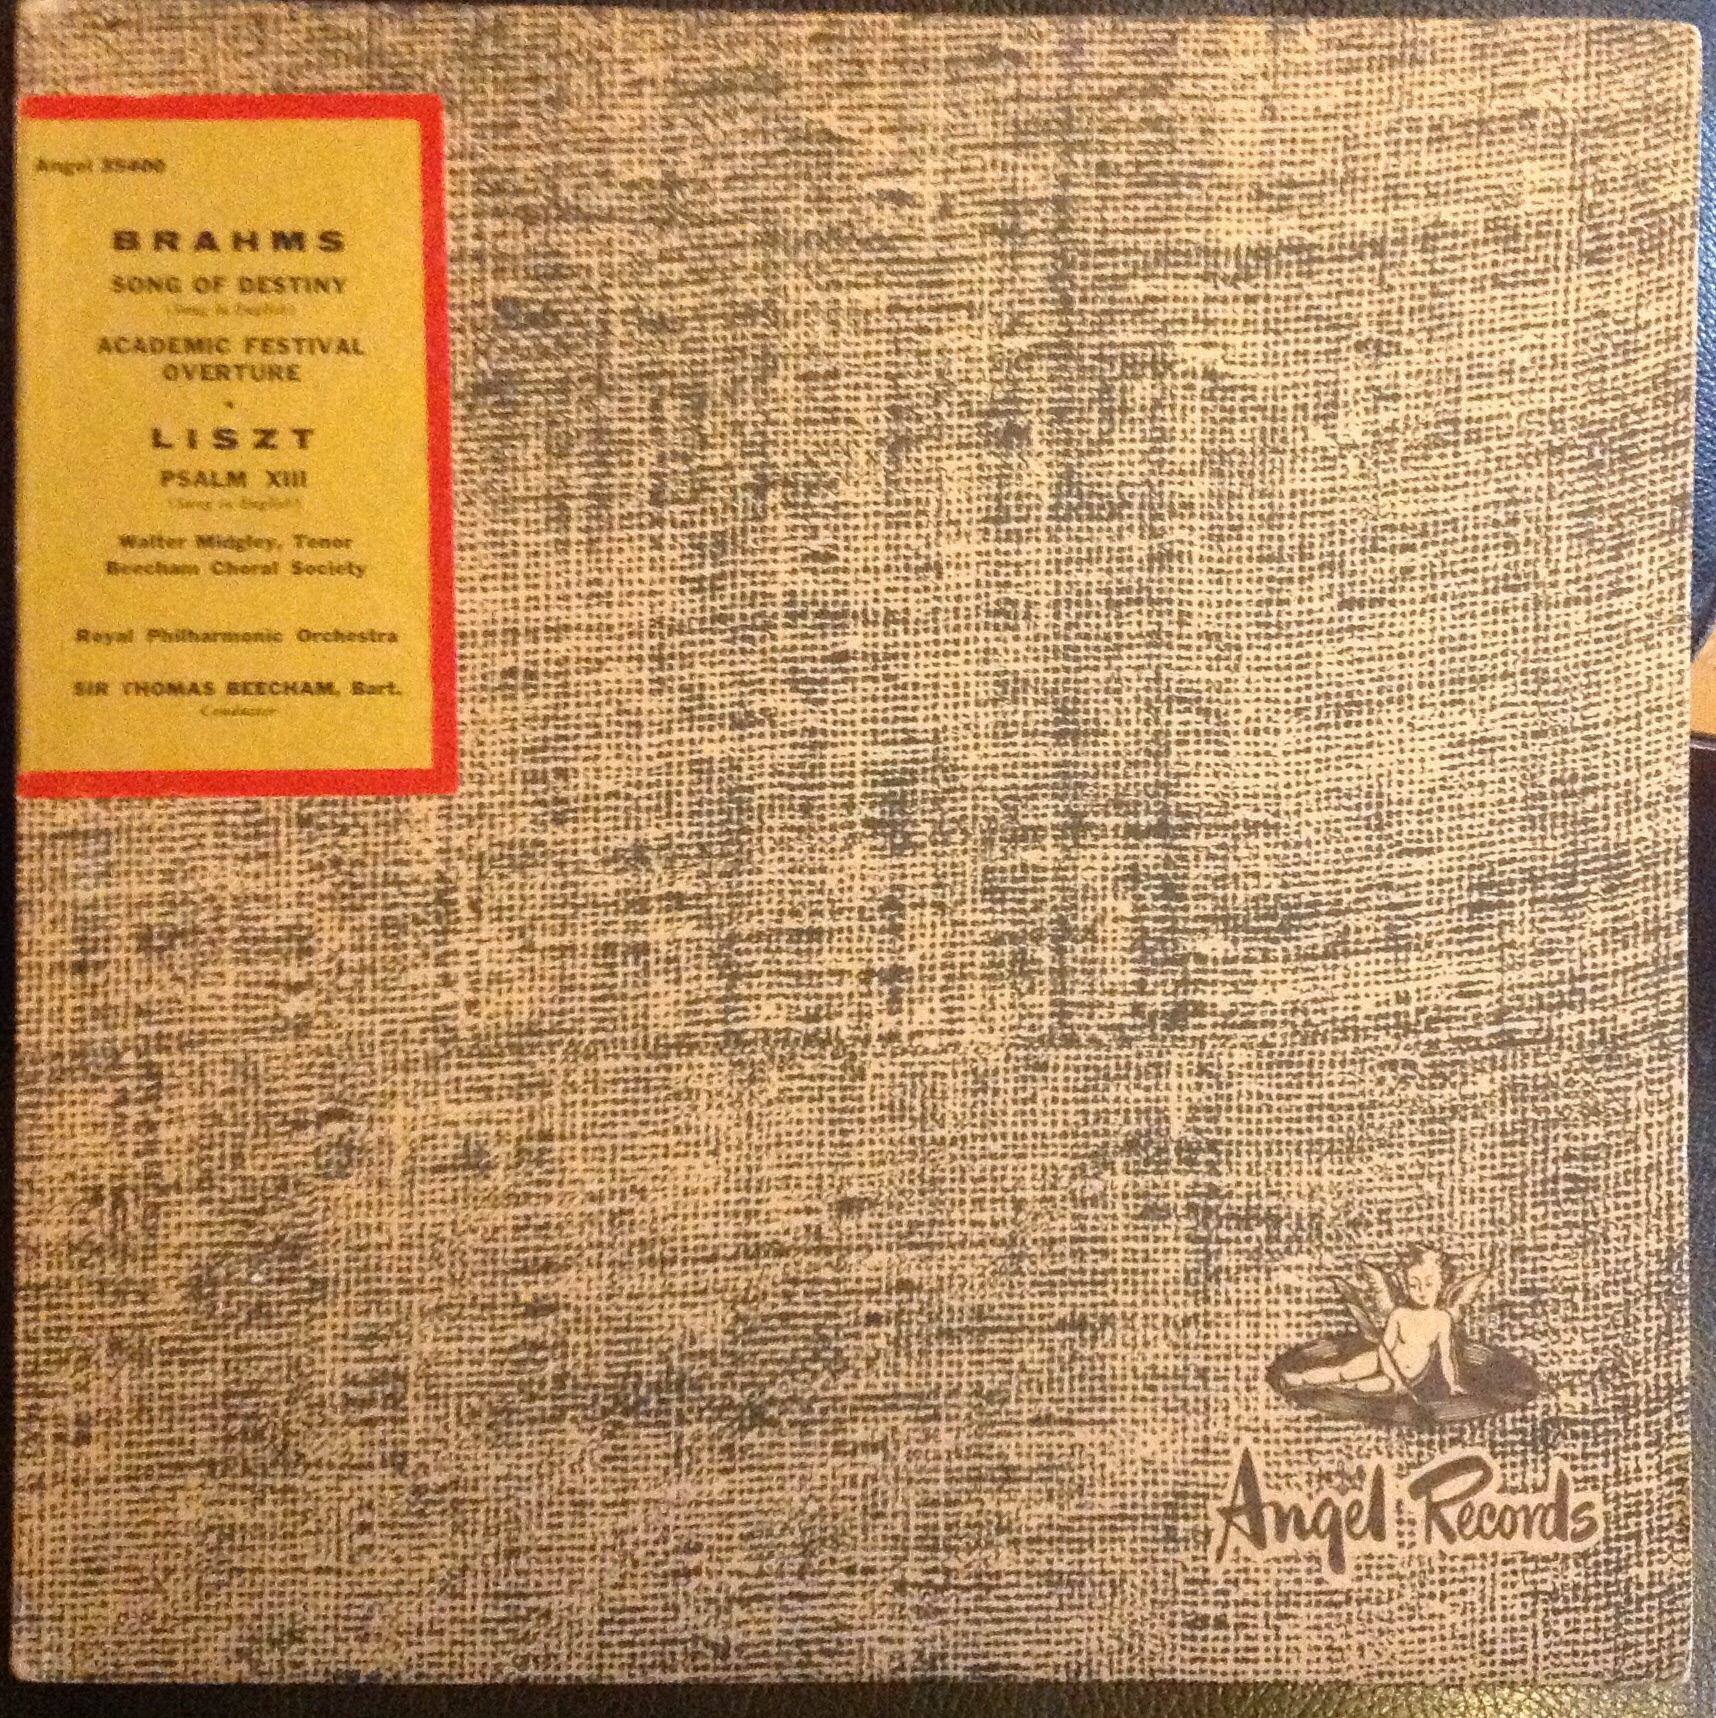 Angel 35400
BRAHMS
SONG OF DESTINY
(Sung in English)
ACADEMIC FESTIVAL
OVERTURE
LISZT
PSALM XIII
(Sung in English)
Walter Midgley, Tenor
Beecham Choral Society
Royal Philharmonic Orchestra
SIR THOMAS BEECHAM, Bart.
Conductor
Angel Records